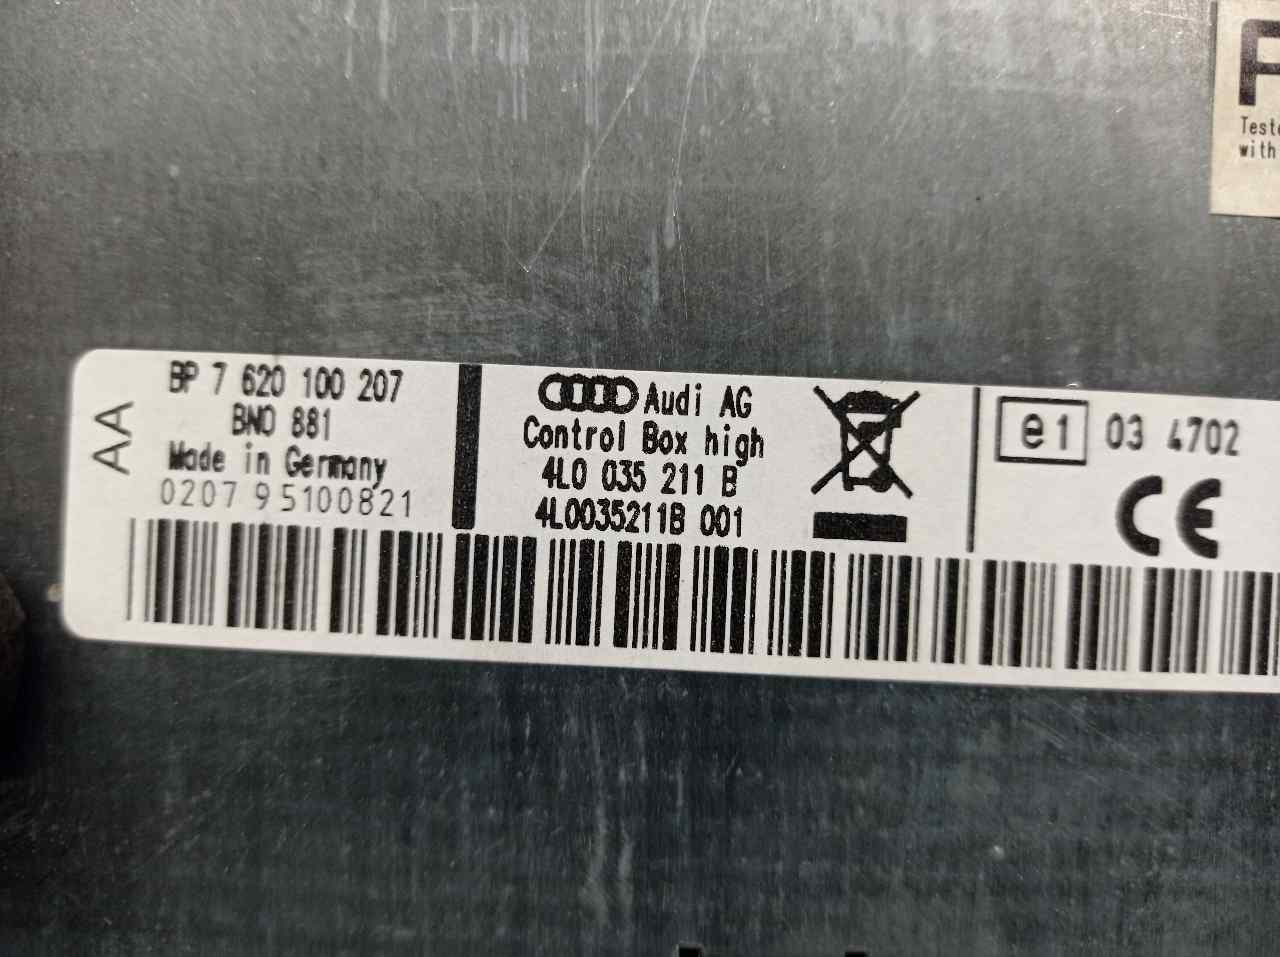 F
Teste
with
AA
BP 7 620 100 207
BNO 881
Made in Germany
0207 95100821
Audi AG
Control Box high
4L0 035 211 B
4L0035211B 001
e1 03 4702
CE